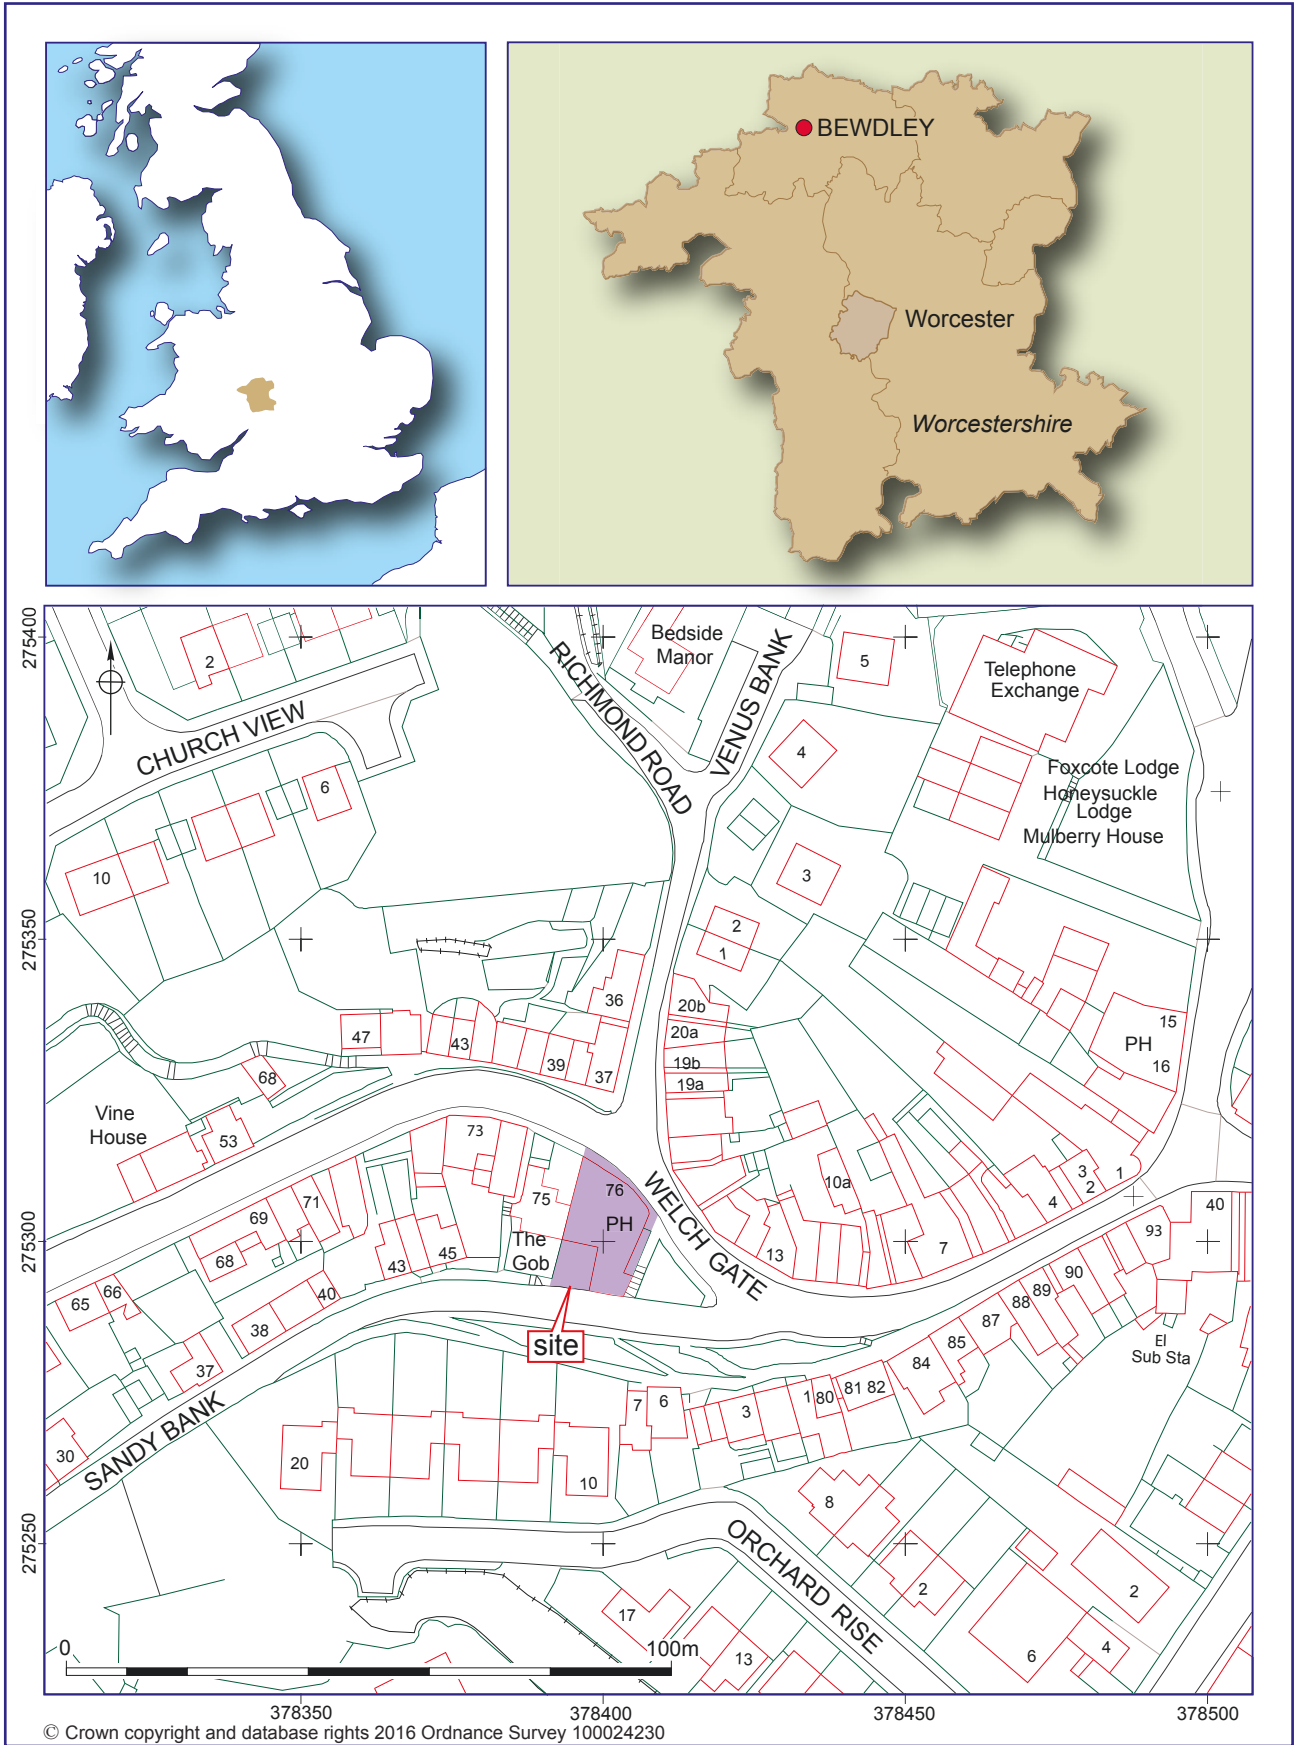 BEWDLEY
Worcester
Worcestershire
275400
275350
275300
275250
2
CHURCH VIEW
6
10
RICHMOND ROAD
Bedside
Manor
VENUS BANK
5
4
3
2
1
Telephone
Exchange
Foxcote Lodge
Honeysuckle
Lodge
Mulberry House
36
20b
20a
19b
19a
15
PH
16
47
43
39
37
68
Vine
House
53
73
75
76
PH
The
Gob
WELCH GATE
10a
13
7
4
3
2
1
40
93
71
69
68
43
45
65
66
40
38
37
site
90
89
88
87
85
84
81 82
80
1
3
6
7
El
Sub Sta
30
SANDY BANK
20
10
8
ORCHARD RISE
2
2
17
13
6
4
0
100m
378350
378400
378450
378500
© Crown copyright and database rights 2016 Ordnance Survey 100024230